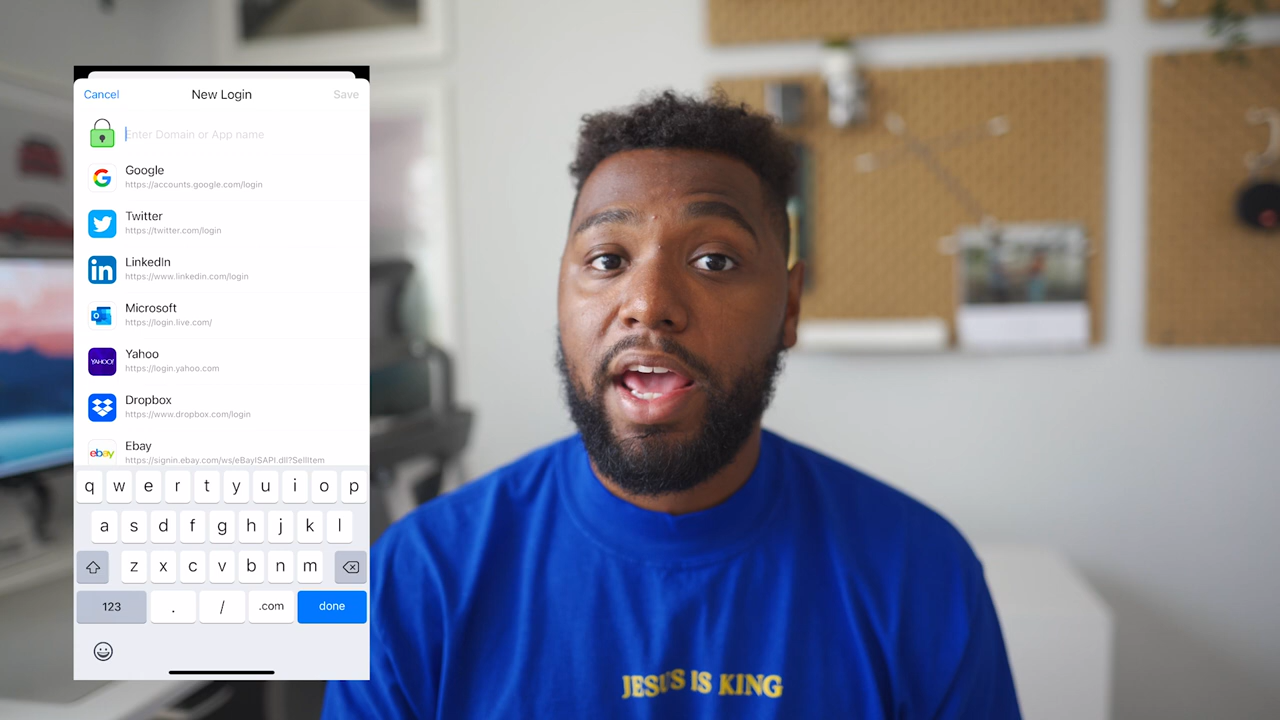 Cancel New Login Save
Enter Domain or App name
Google
https://accounts.google.com/login
Twitter
https://twitter.com/login
LinkedIn
https://www.linkedin.com/login
Microsoft
https://login.live.com/
Yahoo
https://login.yahoo.com
YAHOO!
Dropbox
https://www.dropbox.com/login
Ebay
ebay
https://signin.ebay.com/ws/eBayISAPI.dll?SellItem
q w e r t y u i o p
a s d f g h j k l
z x c v b n m
123 . / .com done
JESUS IS KING